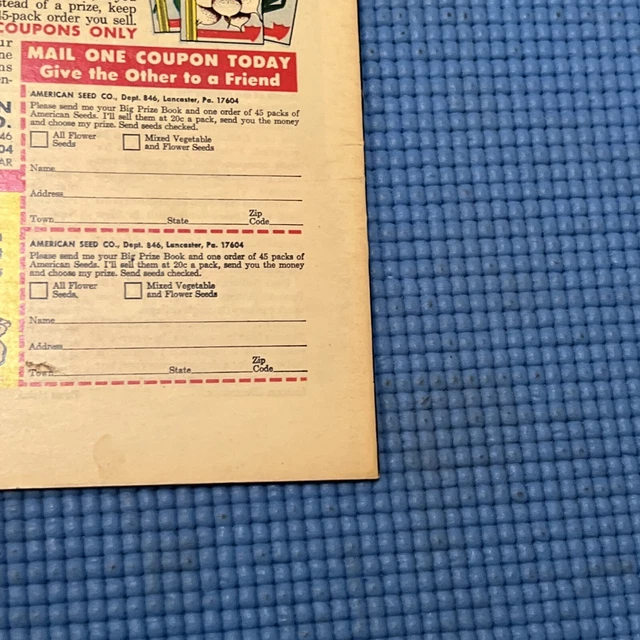 stead of a prize, keep
45-pack order you sell.
COUPONS ONLY
MAIL ONE COUPON TODAY
Give the Other to a Friend
AMERICAN SEED CO., Dept. 846, Lancaster, Pa. 17604
Please send me your Big Prize Book and one order of 45 packs of
American Seeds. I'll sell them at 20c a pack, send you the money
and choose my prize. Send seeds checked.
All Flower
Seeds
Mixed Vegetable
and Flower Seeds
Name
Address
Town
State
Zip
Code
AMERICAN SEED CO., Dept. 846, Lancaster, Pa. 17604
Please send me your Big Prize Book and one order of 45 packs of
American Seeds. I'll sell them at 20c a pack, send you the money
and choose my prize. Send seeds checked.
All Flower
Seeds,
Mixed Vegetable
and Flower Seeds
Name
Address
Town
State
Zip
Code